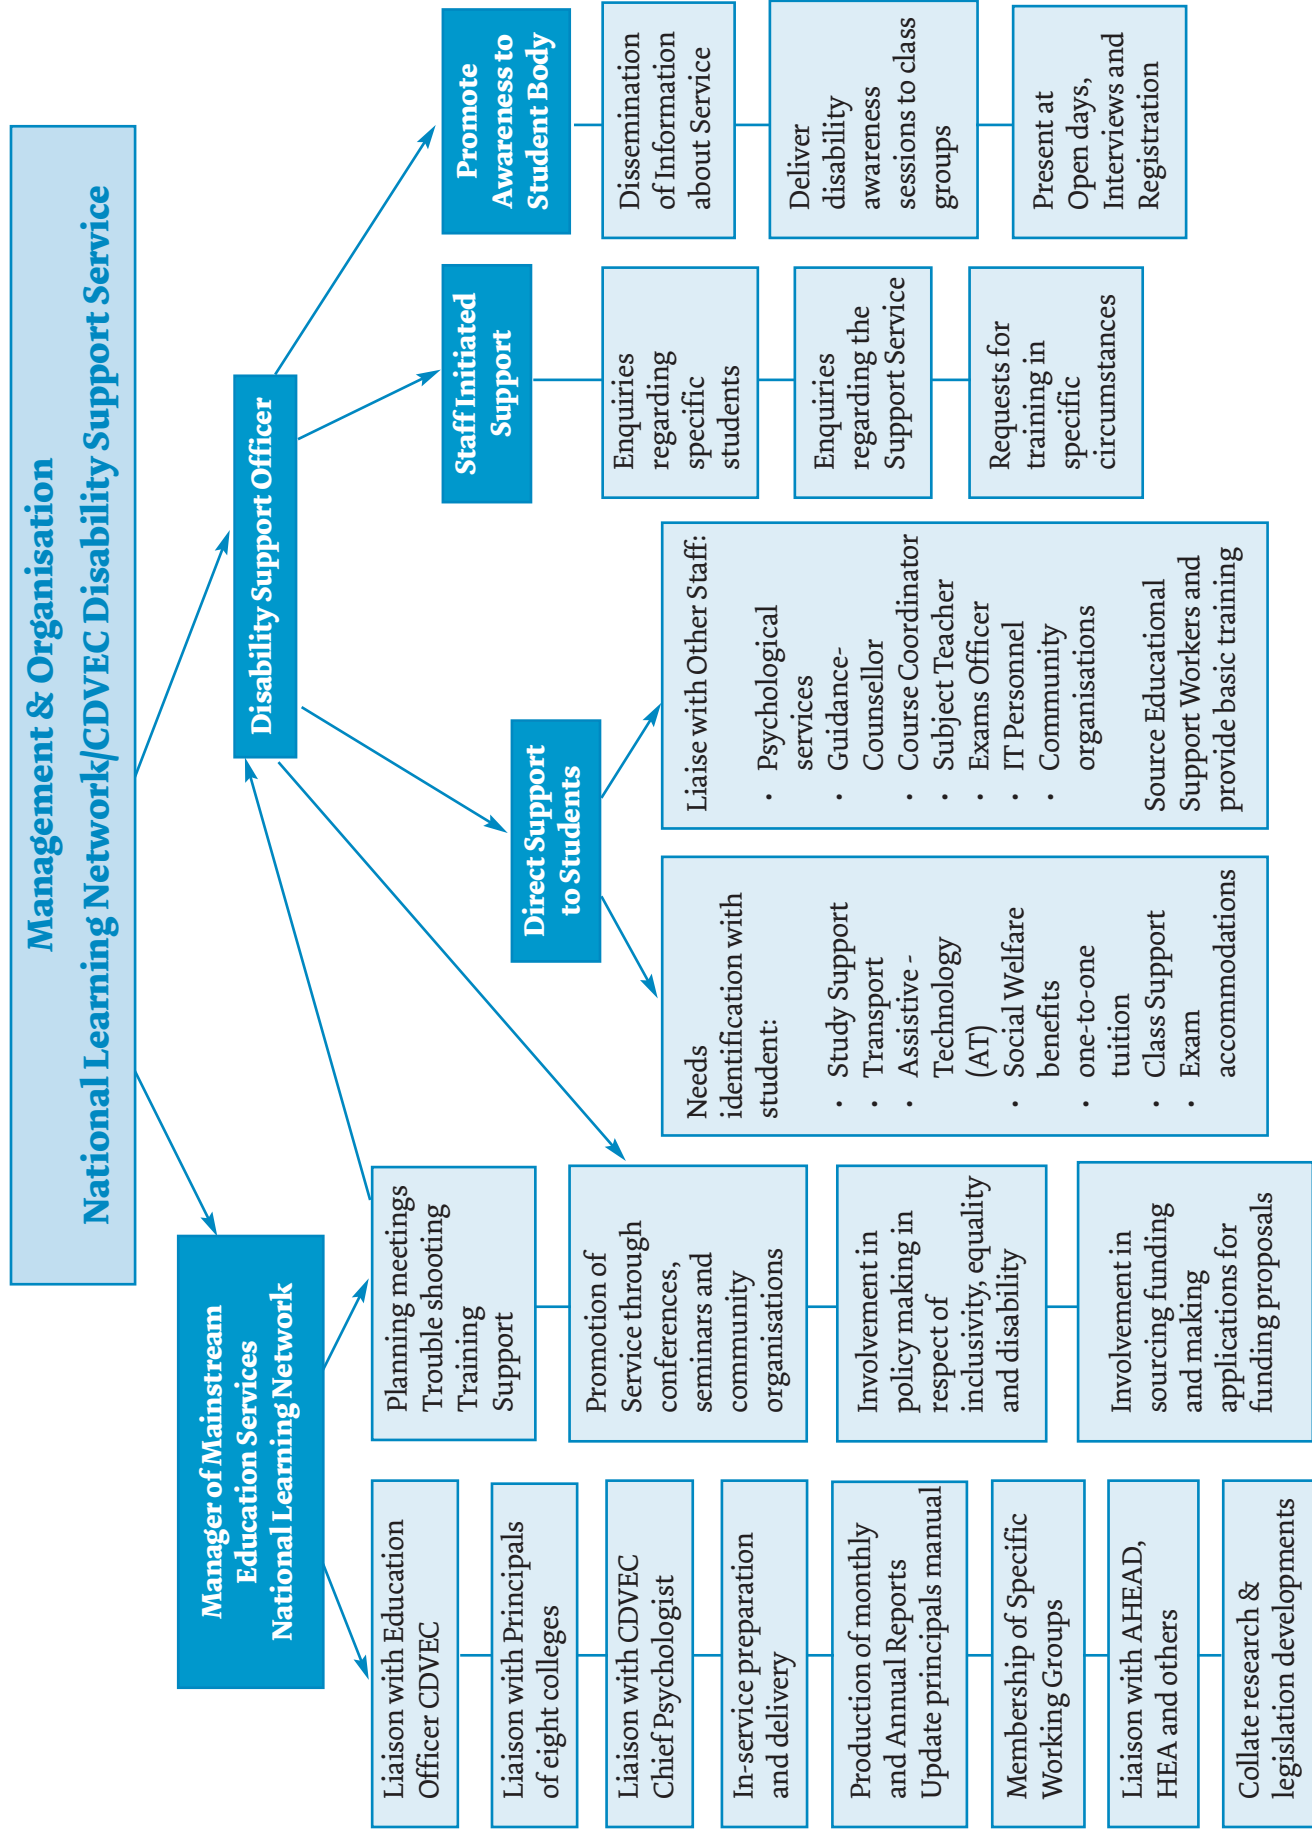 Management & Organisation
National Learning Network/CDVEC Disability Support Service
Manager of Mainstream
Education Services
National Learning Network
Liaison with Education
Officer CDVEC
Liaison with Principals
of eight colleges
Liaison with CDVEC
Chief Psychologist
In-service preparation
and delivery
Production of monthly
and Annual Reports
Update principals manual
Membership of Specific
Working Groups
Liaison with AHEAD,
HEA and others
Collate research &
legislation developments
Planning meetings
Trouble shooting
Training
Support
Promotion of
Service through
conferences,
seminars and
community
organisations
Involvement in
policy making in
respect of
inclusivity, equality
and disability
Involvement in
sourcing funding
and making
applications for
funding proposals
Disability Support Officer
Direct Support
to Students
Needs
identification with
student:
• Study Support
• Transport
• Assistive -
Technology
(AT)
• Social Welfare
benefits
• one-to-one
tuition
• Class Support
• Exam
accommodations
Liaise with Other Staff:
• Psychological
services
• Guidance-
Counsellor
• Course Coordinator
• Subject Teacher
• Exams Officer
• IT Personnel
• Community
organisations
Source Educational
Support Workers and
provide basic training
Staff Initiated
Support
Enquiries
regarding
specific
students
Enquiries
regarding the
Support Service
Requests for
training in
specific
circumstances
Promote
Awareness to
Student Body
Dissemination
of Information
about Service
Deliver
disability
awareness
sessions to class
groups
Present at
Open days,
Interviews and
Registration